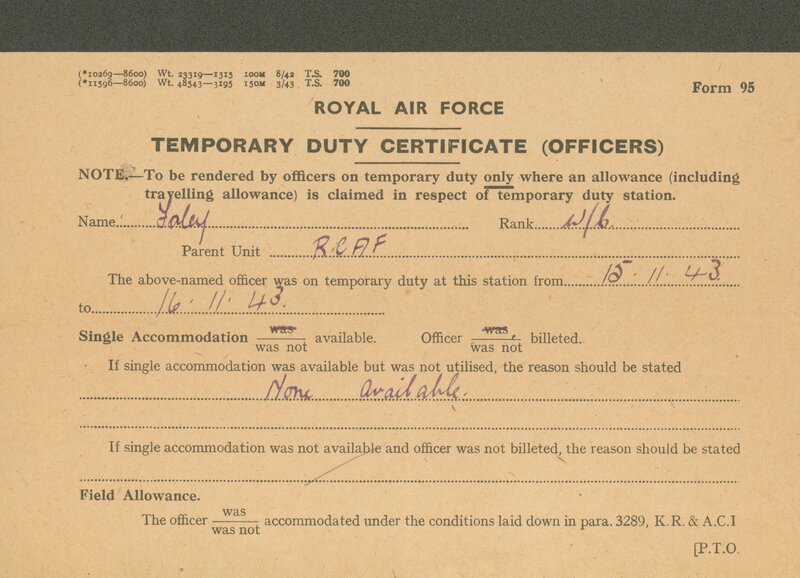 (*10269—8600) Wt. 23319—1315 100M 8/42 T.S. 700
(*11596—8600) Wt. 48543—3195 150M 3/43 T.S. 700
Form 95
ROYAL AIR FORCE
TEMPORARY DUTY CERTIFICATE (OFFICERS)
NOTE.—To be rendered by officers on temporary duty only where an allowance (including
travelling allowance) is claimed in respect of temporary duty station.
Name Foley Rank W/C.
Parent Unit R.C.A.F
The above-named officer was on temporary duty at this station from 15.11.43
to 16.11.43.
Single Accommodation was / was not available. Officer was, / was not billeted.
If single accommodation was available but was not utilised, the reason should be stated
None Available.
If single accommodation was not available and officer was not billeted, the reason should be stated
Field Allowance.
The officer was / was not accommodated under the conditions laid down in para. 3289, K.R. & A.C.I
[P.T.O.